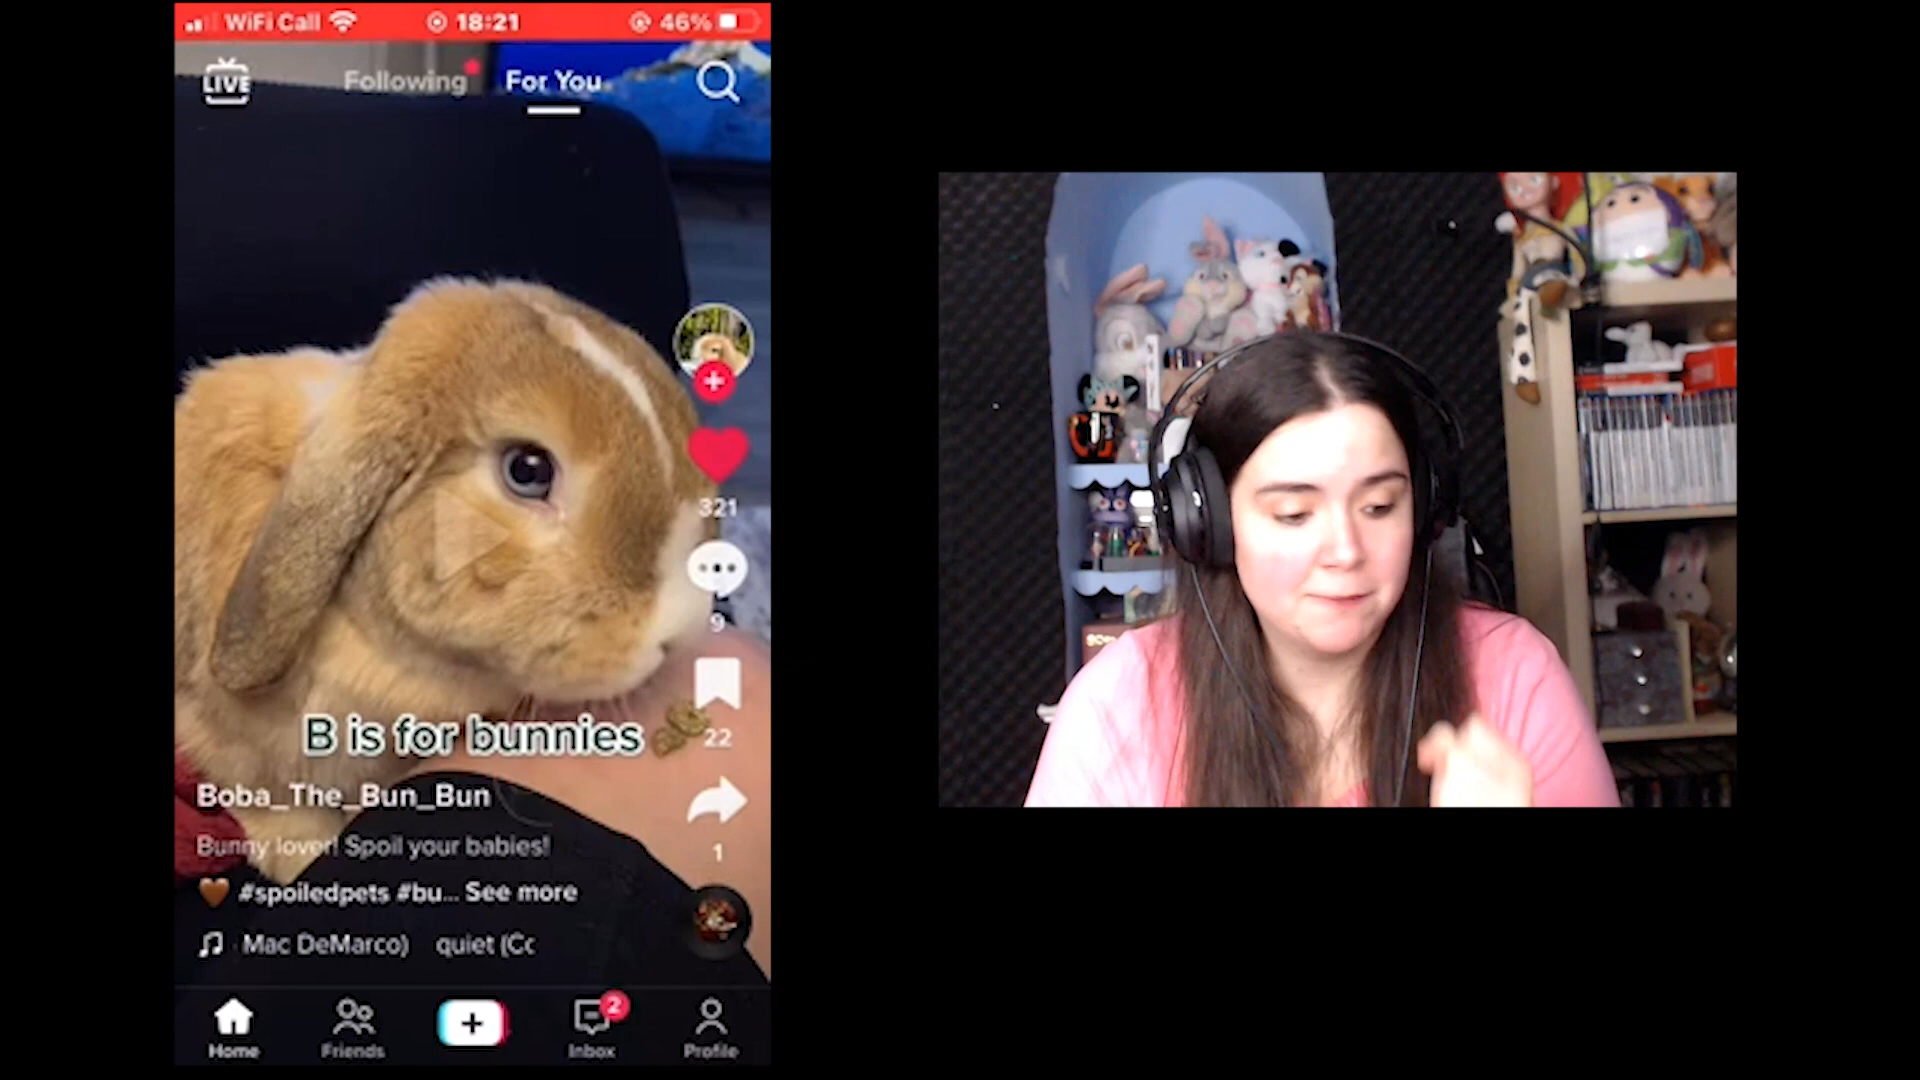 WiFi Call 18:21 46%
LIVE Following For You
321
9
B is for bunnies
22
Boba_The_Bun_Bun
Bunny lover! Spoil your babies!
1
#spoiledpets #bu... See more
Mac DeMarco) quiet (Cc
2
Home Friends Inbox Profile